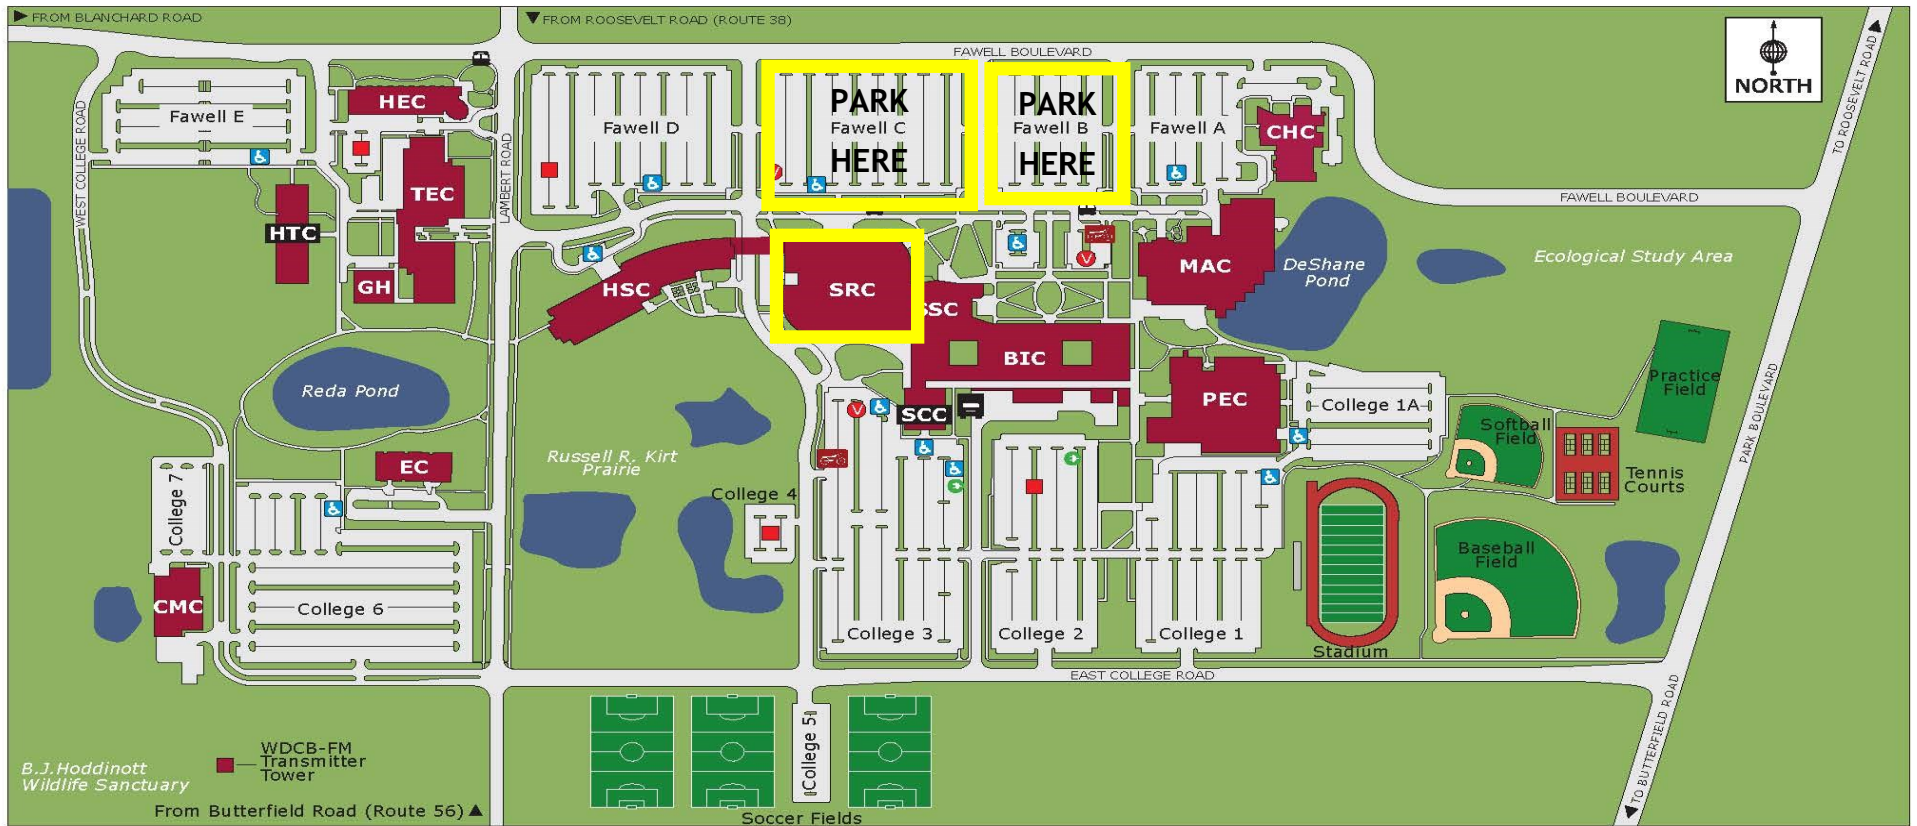 FROM BLANCHARD ROAD
FROM ROOSEVELT ROAD (ROUTE 38)
FAWELL BOULEVARD
TO ROOSEVELT ROAD
NORTH
WEST COLLEGE ROAD
Fawell E
HEC
LAMBERT ROAD
Fawell D
PARK
Fawell C
HERE
PARK
Fawell B
HERE
Fawell A
CHC
TEC
FAWELL BOULEVARD
HTC
GH
HSC
SRC
SSC
V
MAC
DeShane
Pond
Ecological Study Area
BIC
Reda Pond
PEC
College 1A
Practice
Field
PARK BOULEVARD
V
SCC
Softball
Field
Russell R. Kirt
Prairie
EC
College 7
College 4
Tennis
Courts
Baseball
Field
CMC
College 6
College 3
College 2
College 1
Stadium
EAST COLLEGE ROAD
College 5
WDCB-FM
Transmitter
Tower
B.J.Hoddinott
Wildlife Sanctuary
From Butterfield Road (Route 56)
Soccer Fields
TO BUTTERFIELD ROAD